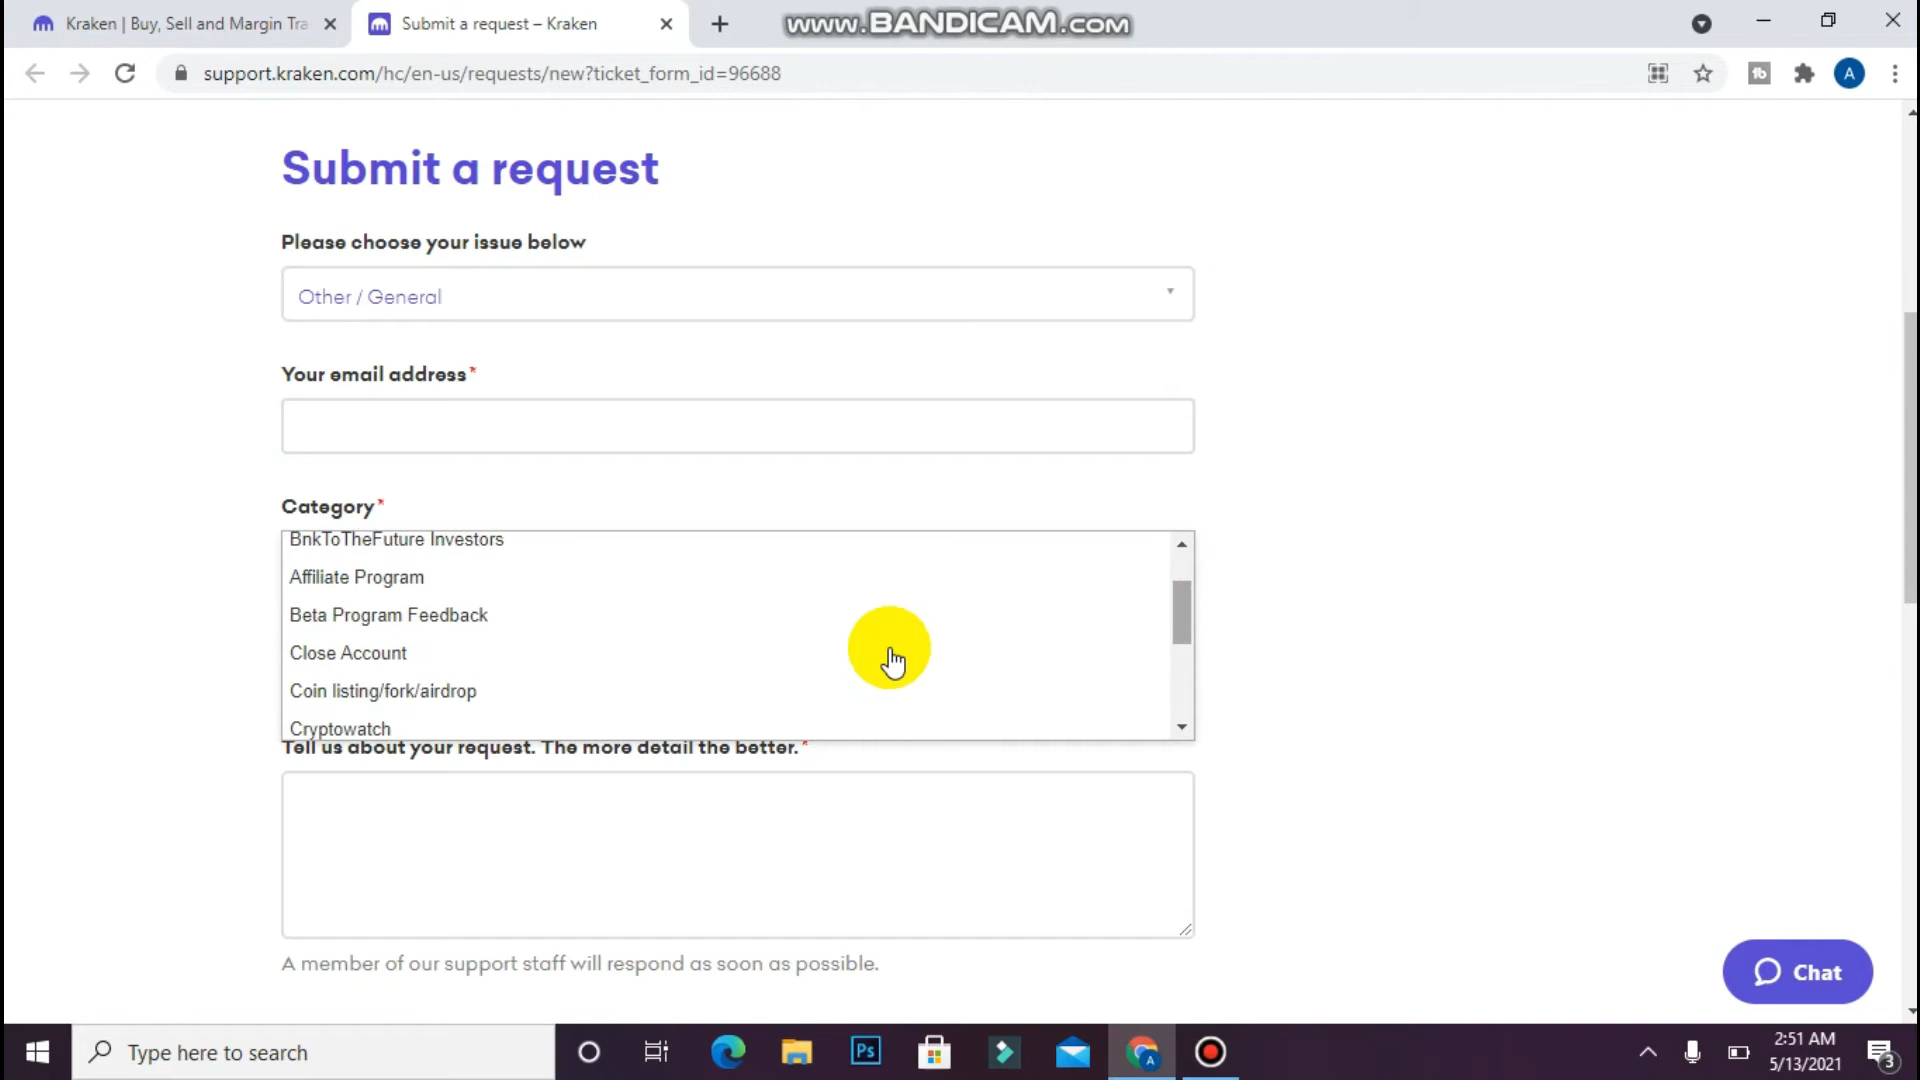 Kraken | Buy, Sell and Margin Tra
Submit a request – Kraken
www.BANDICAM.com
support.kraken.com/hc/en-us/requests/new?ticket_form_id=96688
A
Submit a request
Please choose your issue below
Other / General
Your email address*
Category*
BnkToTheFuture Investors
Affiliate Program
Beta Program Feedback
Close Account
Coin listing/fork/airdrop
Cryptowatch
Tell us about your request. The more detail the better.*
A member of our support staff will respond as soon as possible.
Chat
Type here to search
Ps
A
2:51 AM
5/13/2021
3